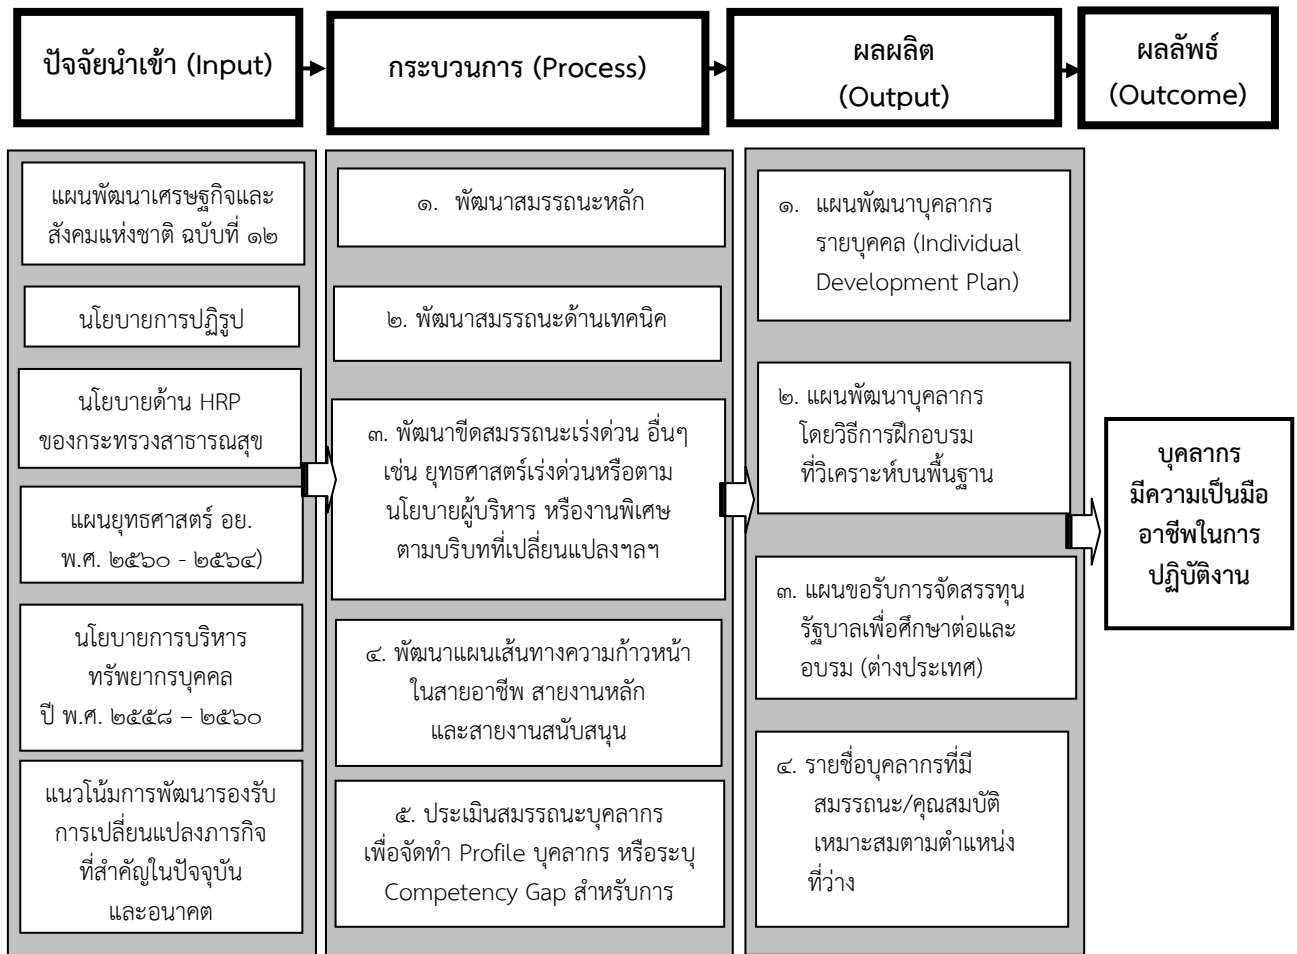 ปัจจัยนำเข้า (Input)
กระบวนการ (Process)
ผลผลิต
(Output)
ผลลัพธ์
(Outcome)
แผนพัฒนาเศรษฐกิจและ
สังคมแห่งชาติ ฉบับที่ ๑๒
นโยบายการปฏิรูป
นโยบายด้าน HRP
ของกระทรวงสาธารณสุข
แผนยุทธศาสตร์ อย.
พ.ศ. ๒๕๖๐ - ๒๕๖๔)
นโยบายการบริหาร
ทรัพยากรบุคคล
ปี พ.ศ. ๒๕๕๘ – ๒๕๖๐
แนวโน้มการพัฒนารองรับ
การเปลี่ยนแปลงภารกิจ
ที่สำคัญในปัจจุบัน
และอนาคต
๑. พัฒนาสมรรถนะหลัก
๒. พัฒนาสมรรถนะด้านเทคนิค
๓. พัฒนาขีดสมรรถนะเร่งด่วน อื่นๆ
เช่น ยุทธศาสตร์เร่งด่วนหรือตาม
นโยบายผู้บริหาร หรืองานพิเศษ
ตามบริบทที่เปลี่ยนแปลงฯลฯ
๔. พัฒนาแผนเส้นทางความก้าวหน้า
ในสายอาชีพ สายงานหลัก
และสายงานสนับสนุน
๕. ประเมินสมรรถนะบุคลากร
เพื่อจัดทำ Profile บุคลากร หรือระบุ
Competency Gap สำหรับการ
๑. แผนพัฒนาบุคลากร
รายบุคคล (Individual
Development Plan)
๒. แผนพัฒนาบุคลากร
โดยวิธีการฝึกอบรม
ที่วิเคราะห์บนพื้นฐาน
๓. แผนขอรับการจัดสรรทุน
รัฐบาลเพื่อศึกษาต่อและ
อบรม (ต่างประเทศ)
๔. รายชื่อบุคลากรที่มี
สมรรถนะ/คุณสมบัติ
เหมาะสมตามตำแหน่ง
ที่ว่าง
บุคลากร
มีความเป็นมือ
อาชีพในการ
ปฏิบัติงาน